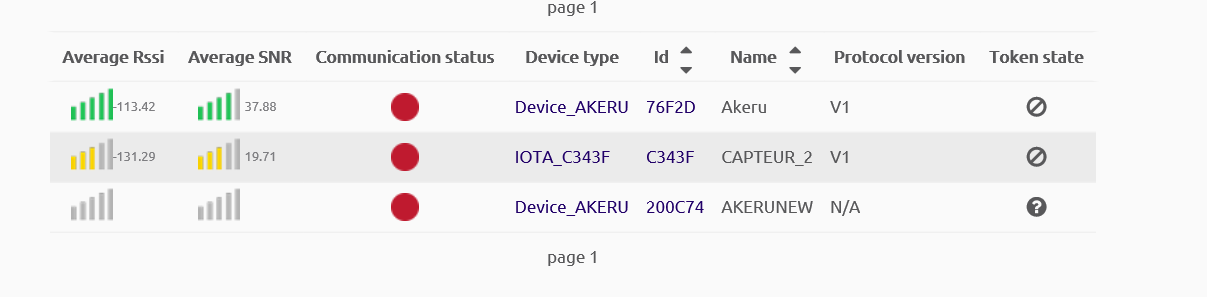 page 1
Average Rssi Average SNR Communication status Device type Id Name Protocol version Token state
-113.42 37.88 Device_AKERU 76F2D Akeru V1
-131.29 19.71 IOTA_C343F C343F CAPTEUR_2 V1
Device_AKERU 200C74 AKERUNEW N/A ?
page 1